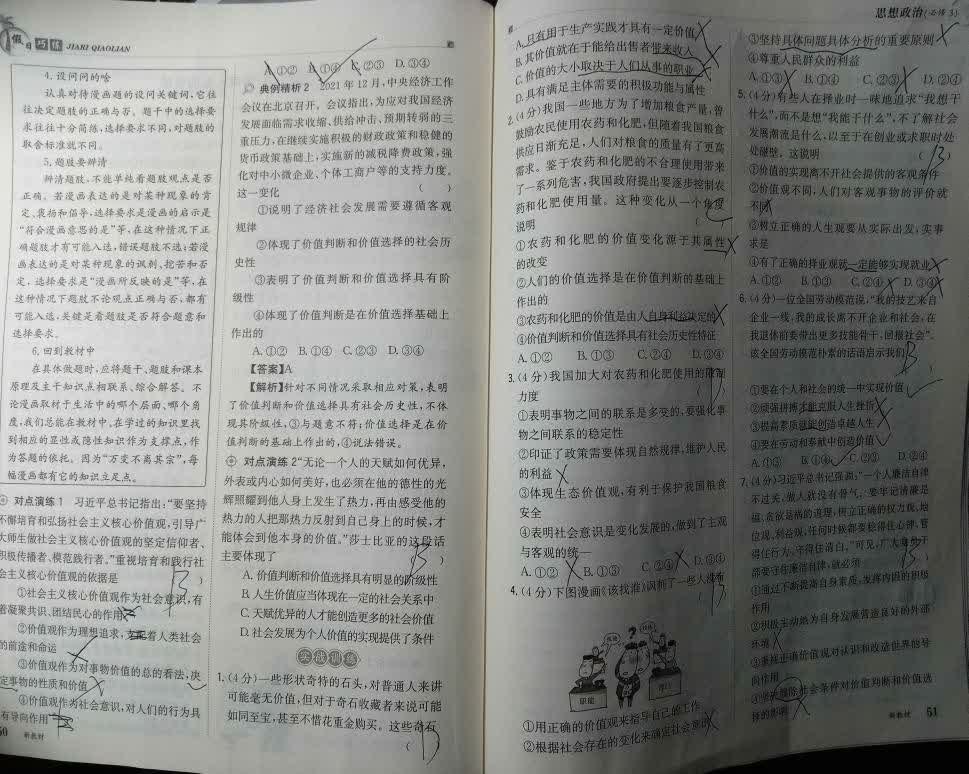 假日巧练 JIARI QIAOLIAN
4. 设问问的啥
认真对待漫画题的设问关键词,它往
往决定题肢的正确与否。题干中的选择要
求往往十分简练,选择要求不同,对题肢的
取舍标准就不同。
5. 题肢要辨清
辨清题肢,不能单纯看题肢观点是否
正确。若漫画表达的是对某种现象的肯
定、褒扬和倡导,选择要求是漫画的启示是
“符合漫画意思的是”等,在这种情况下正
确题肢才有可能入选,错误题肢不选;若漫
画表达的是对某种现象的讽刺、挖苦和否
定,选择要求是“漫画所反映的是”等,在
这种情况下题肢不论观点正确与否,都有
可能入选,关键是看题肢是否符合题意和
选择要求。
6. 回到教材中
在具体做题时,应将题干、题肢和课本
原理及主干知识点相联系,综合解答。不
论漫画取材于生活中的哪个层面、哪个角
度,我们总能在教材中、在学过的知识里找
到相应的显性或隐性知识作为支撑点,作
为答题的依托。因为“万变不离其宗”,每
幅漫画都有它的知识立足点。
对点演练 1 习近平总书记指出:“要坚持
不懈培育和弘扬社会主义核心价值观,引导广
大师生做社会主义核心价值观的坚定信仰者、
积极传播者、模范践行者。”重视培育和践行社
会主义核心价值观的依据是 ( )
B
①社会主义核心价值观作为社会意识,有
着凝聚共识、团结民心的作用
②价值观作为理想追求,着人类社会
的前途和命运
③价值观作为对事物价值的总的看法,决
定事物的性质和价值
④价值观作为社会意识,对人们的行为具
有导向作用
50 新教材
A. ①② B. ①④ C. ②③ D. ③④
典例精析 2 2021 年 12 月,中央经济工作
会议在北京召开。会议指出,为应对我国经济
发展面临需求收缩、供给冲击、预期转弱的三
重压力,在继续实施积极的财政政策和稳健的
货币政策基础上,实施新的减税降费政策,强
化对中小微企业、个体工商户等的支持力度。
这一变化 ( )
①说明了经济社会发展需要遵循客观
规律
②体现了价值判断和价值选择的社会历
史性
③表明了价值判断和价值选择具有阶
级性
④体现了价值判断是在价值选择基础上
作出的
A. ①② B. ①④ C. ②③ D. ③④
【答案】A
【解析】针对不同情况采取相应对策,表明
了价值判断和价值选择具有社会历史性,不体
现其阶级性,③与题意不符;价值选择是在价
值判断的基础上作出的,④说法错误。
对点演练 2 “无论一个人的天赋如何优异,
外表或内心如何美好,也必须在他的德性的光
辉照耀到他人身上发生了热力,再由感受他的
热力的人把那热力反射到自己身上的时候,才
能体会到他本身的价值。”莎士比亚的这段话
主要体现了 ( )
B
A. 价值判断和价值选择具有明显的阶级性
B. 人生价值应当体现在一定的社会关系中
C. 天赋优异的人才能创造更多的社会价值
D. 社会发展为个人价值的实现提供了条件
实战训练
1. (4 分)一些形状奇特的石头,对普通人来讲
可能毫无价值,但对于奇石收藏者来说可能
如同至宝,甚至不惜花重金购买。这些奇石
( )
思想政治(必修 3)
A. 只有用于生产实践才具有一定价值
B. 其价值就在于能给出售者带来收入
C. 价值的大小取决于人们从事的职业
D. 具有满足主体需要的积极功能与属性
2. (4 分)我国一些地方为了增加粮食产量,曾
鼓励农民使用农药和化肥,但随着我国粮食
供应日渐充足,人们对粮食的质量有了更高
需求。鉴于农药和化肥的不合理使用带来
了一系列危害,我国政府提出要逐步控制农
药和化肥使用量。这种变化从一个角度
说明 (
①农药和化肥的价值变化源于其属性
的改变
②人们的价值选择是在价值判断的基础上
作出的
③农药和化肥的价值是由人自身利益决定的
④价值判断和价值选择具有社会历史性特征
A. ①② B. ①③ C. ②④ D. ③④
3. (4 分)我国加大对农药和化肥使用的限制
力度
①表明事物之间的联系是多变的,要强化事
物之间联系的稳定性
②印证了政策需要体现自然规律,维护人民
的利益
③体现生态价值观,有利于保护我国粮食
安全
④表明社会意识是变化发展的,做到了主观
与客观的统一
A. ①② B. ①③ C. ②④ D. ③④
4. (4 分)下图漫画《该找谁》讽刺了一些人没有
B
?
职能
①用正确的价值观来指导自己的工作
②根据社会存在的变化来确定社会意识
③坚持具体问题具体分析的重要原则
④尊重人民群众的利益
A. ①③ B. ①④ C. ②③ D. ②④
5. (4 分)有些人在择业时一味地追求“我想干
什么”,而不是想“我能干什么”,不了解社会
发展潮流是什么,以至于在创业或求职时处
处碰壁。这说明 ( )
B
①价值的实现离不开社会提供的客观条件
②价值观不同,人们对客观事物的评价就
不同
③树立正确的人生观要从实际出发,实事
求是
④有了正确的择业观就一定能够实现就业
A. ①② B. ①③ C. ②④ D. ③④
6. (4 分)一位全国劳动模范说:“我的技艺来自
企业一线,我的成长离不开企业和社会,在
我退休前要带出更多技能骨干,回报社会”。
该全国劳动模范朴素的话语启示我们
B
①要在个人和社会的统一中实现价值
②顽强拼搏才能克服人生挫折
③提高素质就能创造卓越人生
④要在劳动和奉献中创造价值
A. ①③ B. ①④ C. ②③ D. ②④
7. (4 分)习近平总书记强调:“一个人廉洁自律
不过关,做人就没有骨气。要牢记清廉是
福、贪欲是祸的道理,树立正确的权力观、地
位观、利益观,任何时候都要稳得住心神、管
得住行为、守得住清白。”可见,广大党员干
部要守住廉洁自律,就必须
①通过不断提高自身素质,发挥内因的积极
作用
②积极主动地为自身发展营造良好的外部
环境
③重视正确价值观对认识和改造世界的导
向作用
社会条件对价值判断和价值选
择的影响
新教材 51